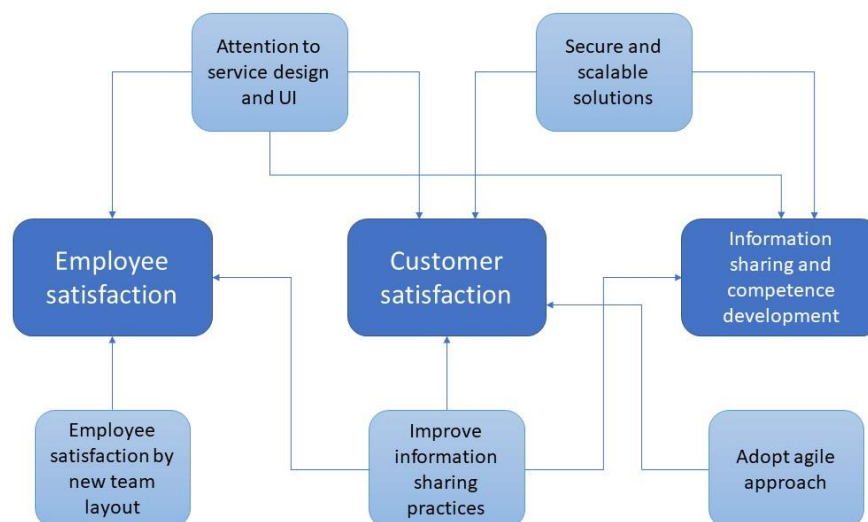 Attention to
service design
and UI
Secure and
scalable
solutions
Employee
satisfaction
Customer
satisfaction
Information
sharing and
competence
development
Employee
satisfaction by
new team
layout
Improve
information
sharing
practices
Adopt agile
approach